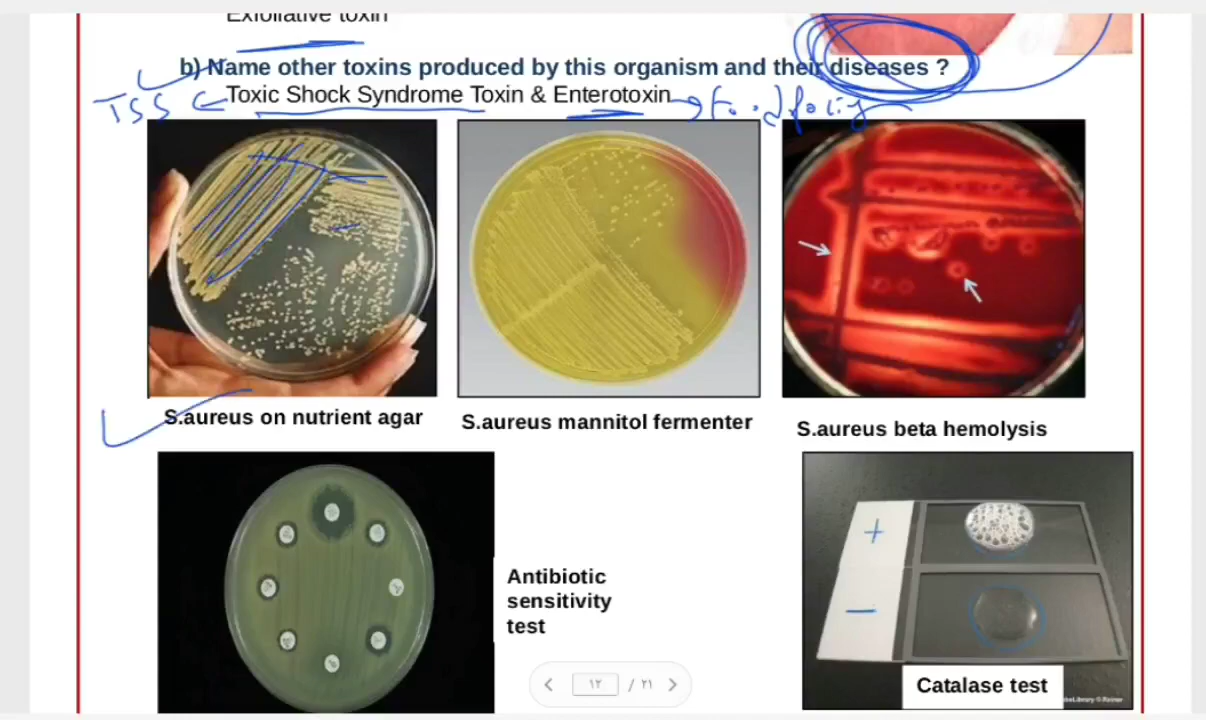 Exfoliative toxin
b) Name other toxins produced by this organism and their diseases ?
TSS Toxic Shock Syndrome Toxin & Enterotoxin
S.aureus on nutrient agar
S.aureus mannitol fermenter
S.aureus beta hemolysis
Antibiotic
sensitivity
test
+
−
Catalase test
١٢ / ٢١